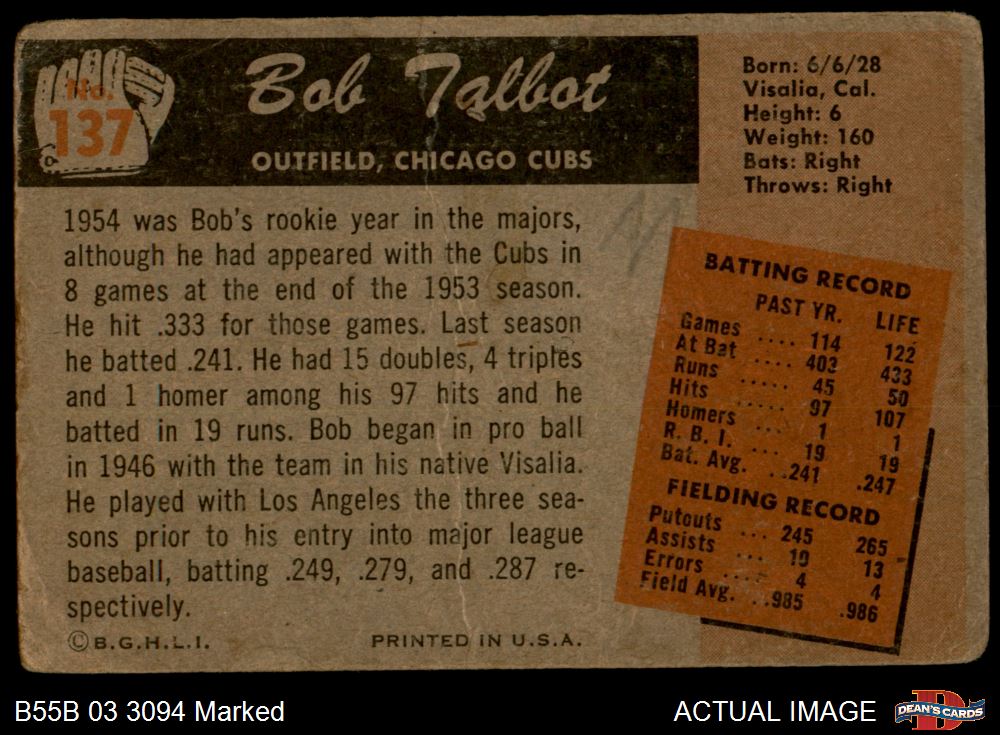 No.
137
Bob Talbot
OUTFIELD, CHICAGO CUBS
Born: 6/6/28
Visalia, Cal.
Height: 6
Weight: 160
Bats: Right
Throws: Right
1954 was Bob's rookie year in the majors,
although he had appeared with the Cubs in
8 games at the end of the 1953 season.
He hit .333 for those games. Last season
he batted .241. He had 15 doubles, 4 triples
and 1 homer among his 97 hits and he
batted in 19 runs. Bob began in pro ball
in 1946 with the team in his native Visalia.
He played with Los Angeles the three sea-
sons prior to his entry into major league
baseball, batting .249, .279, and .287 re-
spectively.
©B.G.H.L.I. PRINTED IN U.S.A.
BATTING RECORD
PAST YR. LIFE
Games .... 114 122
At Bat .... 403 433
Runs ..... 45 50
Hits ..... 97 107
Homers ... 1 1
R. B. I. ... 19 19
Bat. Avg. ...241 .247
FIELDING RECORD
Putouts ... 245 265
Assists ... 10 13
Errors .... 4 4
Field Avg. ..985 .986
B55B 03 3094 Marked
ACTUAL IMAGE
DEAN'S CARDS